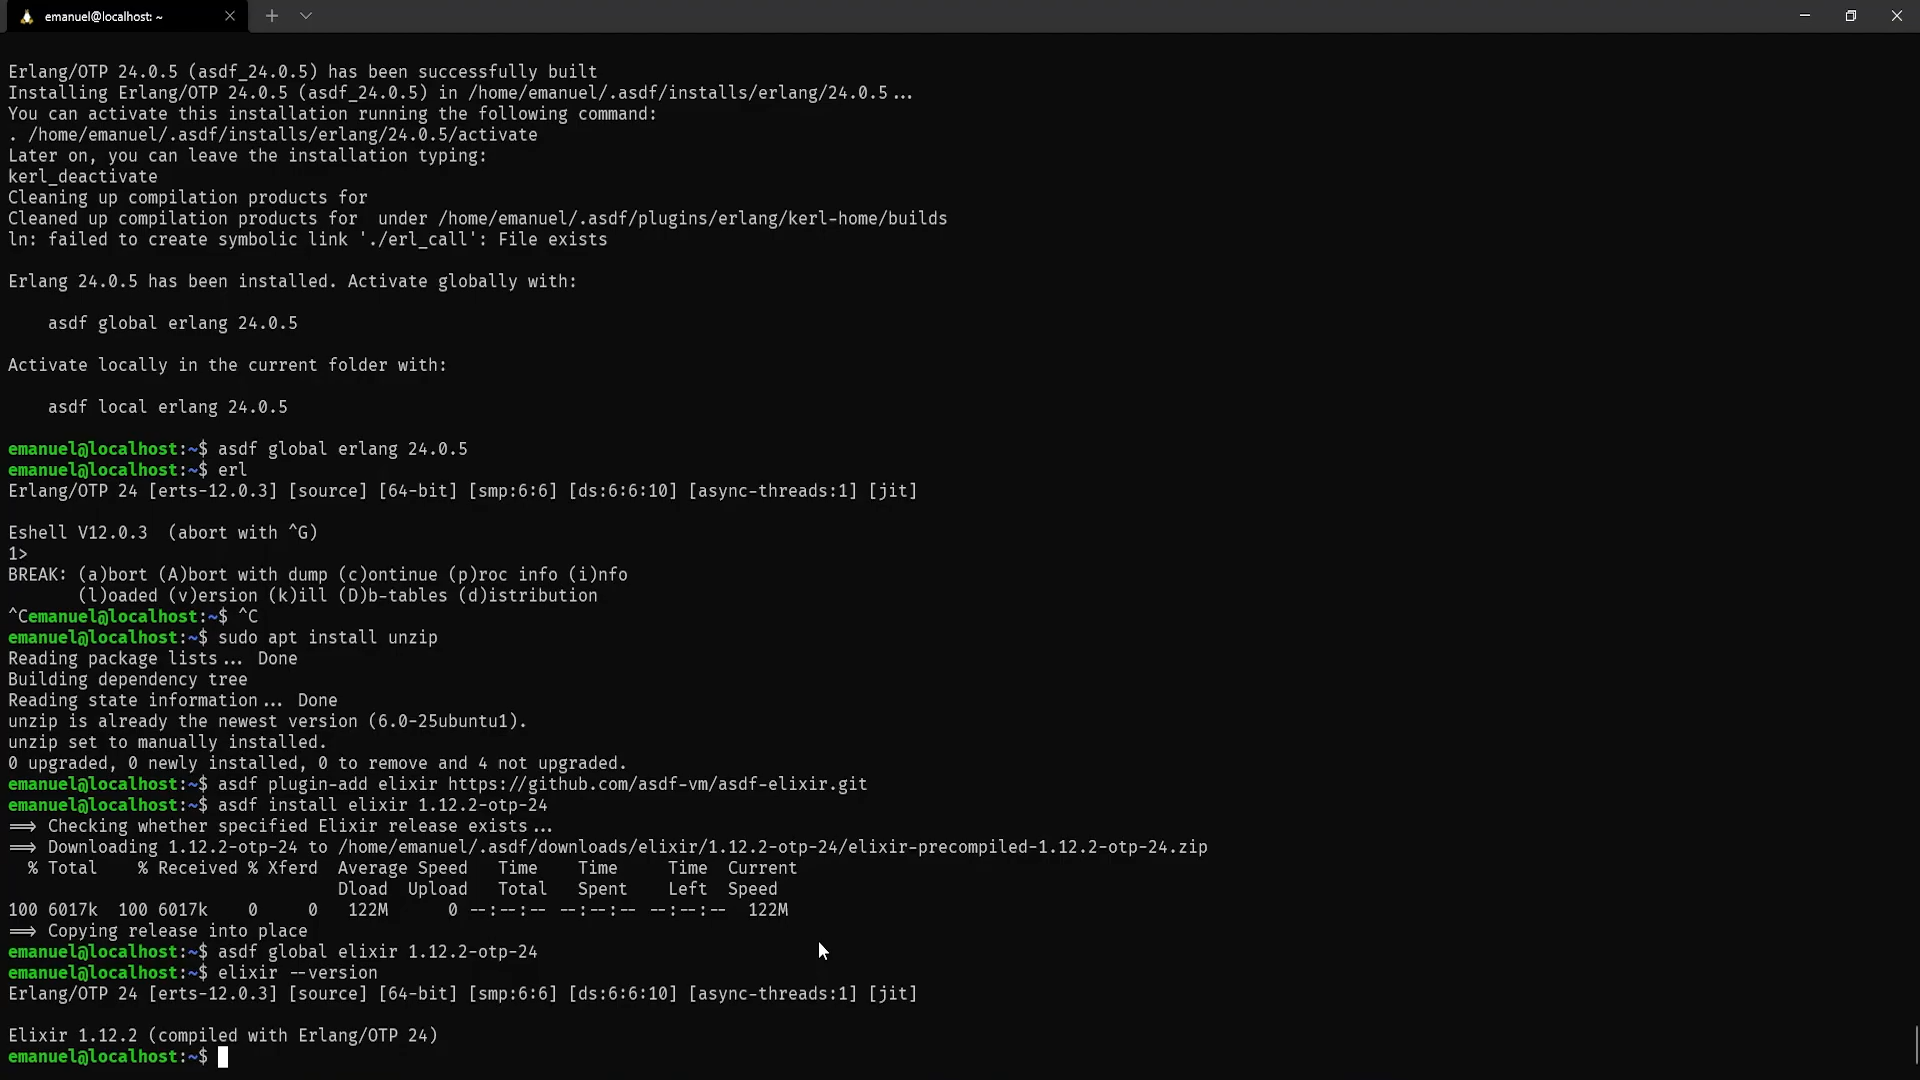 emanuel@localhost: ~
Erlang/OTP 24.0.5 (asdf_24.0.5) has been successfully built
Installing Erlang/OTP 24.0.5 (asdf_24.0.5) in /home/emanuel/.asdf/installs/erlang/24.0.5...
You can activate this installation running the following command:
. /home/emanuel/.asdf/installs/erlang/24.0.5/activate
Later on, you can leave the installation typing:
kerl_deactivate
Cleaning up compilation products for
Cleaned up compilation products for  under /home/emanuel/.asdf/plugins/erlang/kerl-home/builds
ln: failed to create symbolic link './erl_call': File exists
Erlang 24.0.5 has been installed. Activate globally with:
    asdf global erlang 24.0.5
Activate locally in the current folder with:
    asdf local erlang 24.0.5
emanuel@localhost:~$ asdf global erlang 24.0.5
emanuel@localhost:~$ erl
Erlang/OTP 24 [erts-12.0.3] [source] [64-bit] [smp:6:6] [ds:6:6:10] [async-threads:1] [jit]
Eshell V12.0.3  (abort with ^G)
1>
BREAK: (a)bort (A)bort with dump (c)ontinue (p)roc info (i)nfo
       (l)oaded (v)ersion (k)ill (D)b-tables (d)istribution
^Cemanuel@localhost:~$ ^C
emanuel@localhost:~$ sudo apt install unzip
Reading package lists... Done
Building dependency tree
Reading state information... Done
unzip is already the newest version (6.0-25ubuntu1).
unzip set to manually installed.
0 upgraded, 0 newly installed, 0 to remove and 4 not upgraded.
emanuel@localhost:~$ asdf plugin-add elixir https://github.com/asdf-vm/asdf-elixir.git
emanuel@localhost:~$ asdf install elixir 1.12.2-otp-24
==> Checking whether specified Elixir release exists...
==> Downloading 1.12.2-otp-24 to /home/emanuel/.asdf/downloads/elixir/1.12.2-otp-24/elixir-precompiled-1.12.2-otp-24.zip
  % Total    % Received % Xferd  Average Speed   Time    Time     Time  Current
                                 Dload  Upload   Total   Spent    Left  Speed
100 6017k  100 6017k    0     0   122M      0 --:--:-- --:--:-- --:--:--  122M
==> Copying release into place
emanuel@localhost:~$ asdf global elixir 1.12.2-otp-24
emanuel@localhost:~$ elixir --version
Erlang/OTP 24 [erts-12.0.3] [source] [64-bit] [smp:6:6] [ds:6:6:10] [async-threads:1] [jit]
Elixir 1.12.2 (compiled with Erlang/OTP 24)
emanuel@localhost:~$